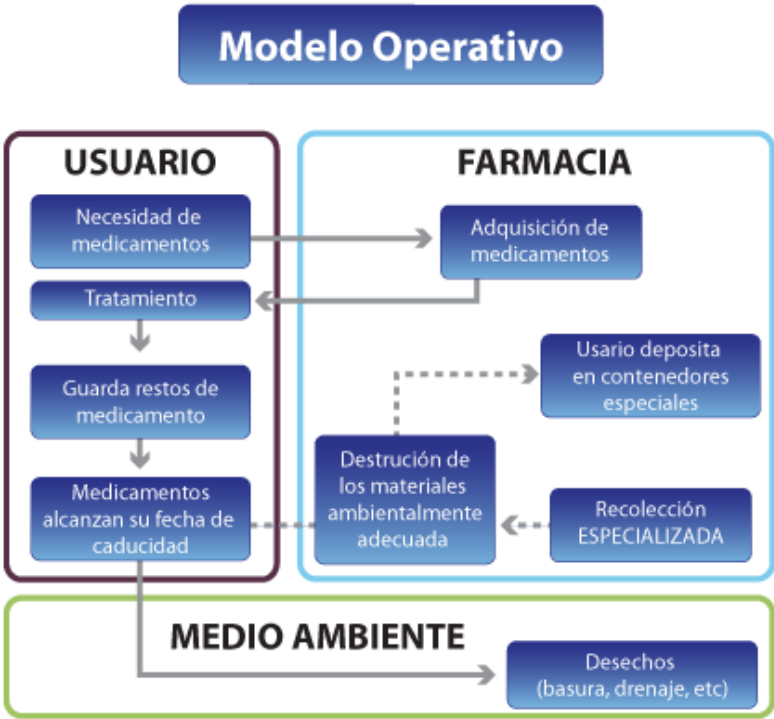 Modelo Operativo
USUARIO
Necesidad de
medicamentos
Tratamiento
Guarda restos de
medicamento
Medicamentos
alcanzan su fecha de
caducidad
FARMACIA
Adquisición de
medicamentos
Usario deposita
en contenedores
especiales
Destrución de
los materiales
ambientalmente
adecuada
Recolección
ESPECIALIZADA
MEDIO AMBIENTE
Desechos
(basura, drenaje, etc)